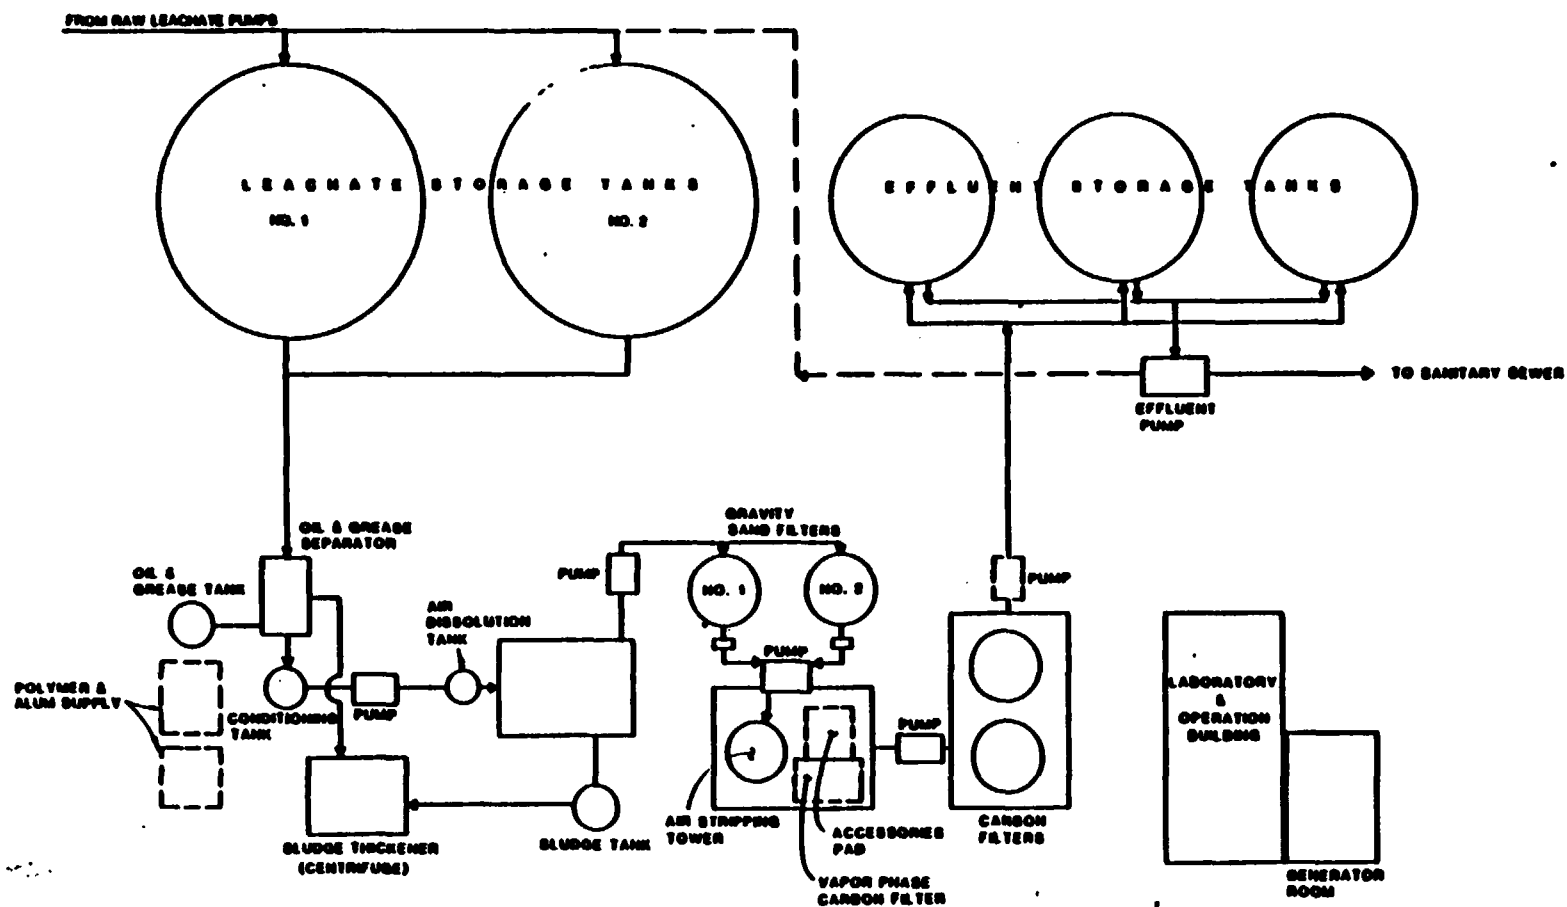 FROM RAW LEACHATE PUMPS
LEACHATE STORAGE TANKS
NO. 1
NO. 2
EFFLUENT STORAGE TANKS
TO SANITARY SEWER
EFFLUENT
PUMP
OIL & GREASE
SEPARATOR
OIL &
GREASE TANK
POLYMER &
ALUM SUPPLY
CONDITIONING
TANK
PUMP
AIR
DISSOLUTION
TANK
PUMP
GRAVITY
SAND FILTERS
NO. 1
NO. 2
PUMP
SLUDGE THICKENER
(CENTRIFUGE)
SLUDGE TANK
AIR STRIPPING
TOWER
ACCESSORIES
PAD
VAPOR PHASE
CARBON FILTER
PUMP
PUMP
CARBON
FILTERS
LABORATORY
&
OPERATION
BUILDING
GENERATOR
ROOM